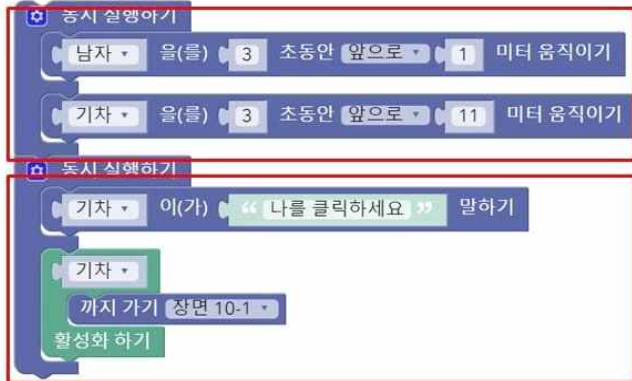 동시 실행하기
남자 을(를) 3 초동안 앞으로 1 미터 움직이기
기차 을(를) 3 초동안 앞으로 11 미터 움직이기
동시 실행하기
기차 이(가) “ 나를 클릭하세요 ” 말하기
기차
까지 가기 장면 10-1
활성화 하기